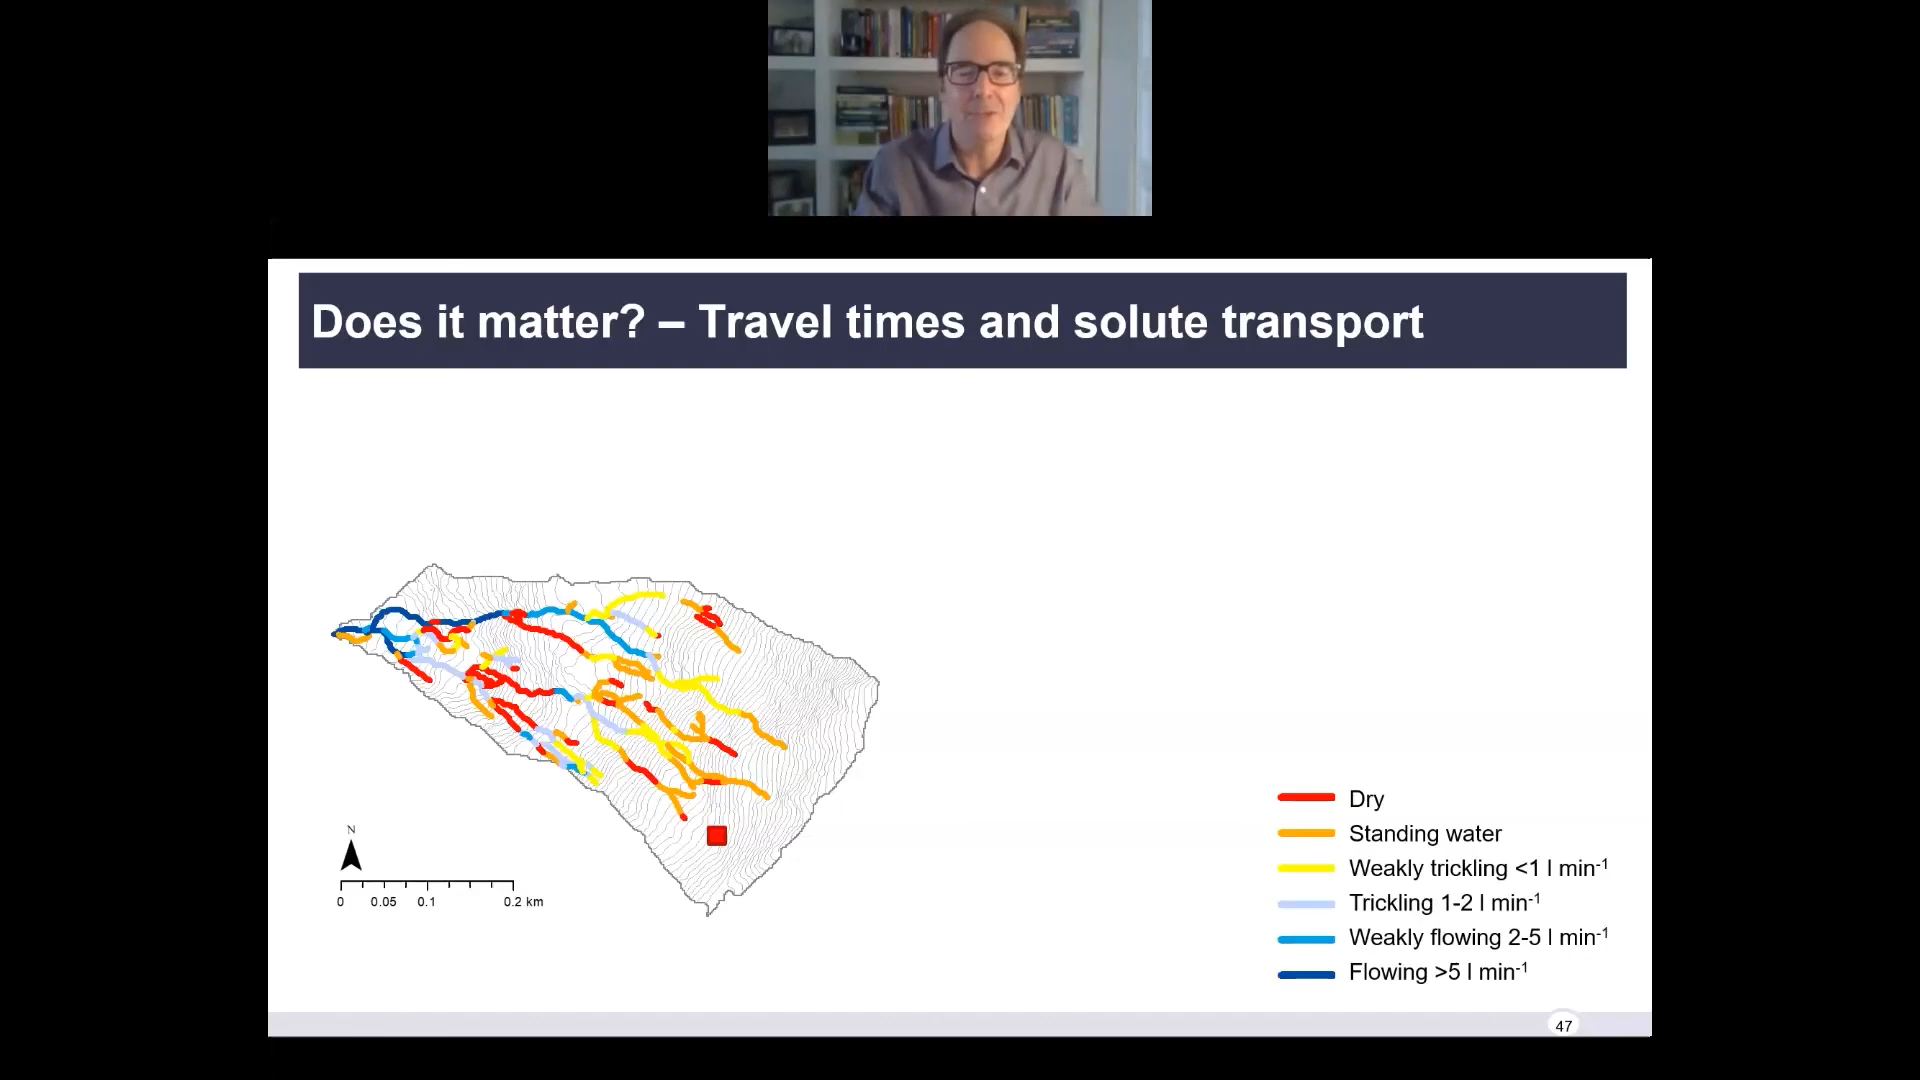 Does it matter? – Travel times and solute transport
N
0 0.05 0.1 0.2 km
Dry
Standing water
Weakly trickling <1 l min-1
Trickling 1-2 l min-1
Weakly flowing 2-5 l min-1
Flowing >5 l min-1
47